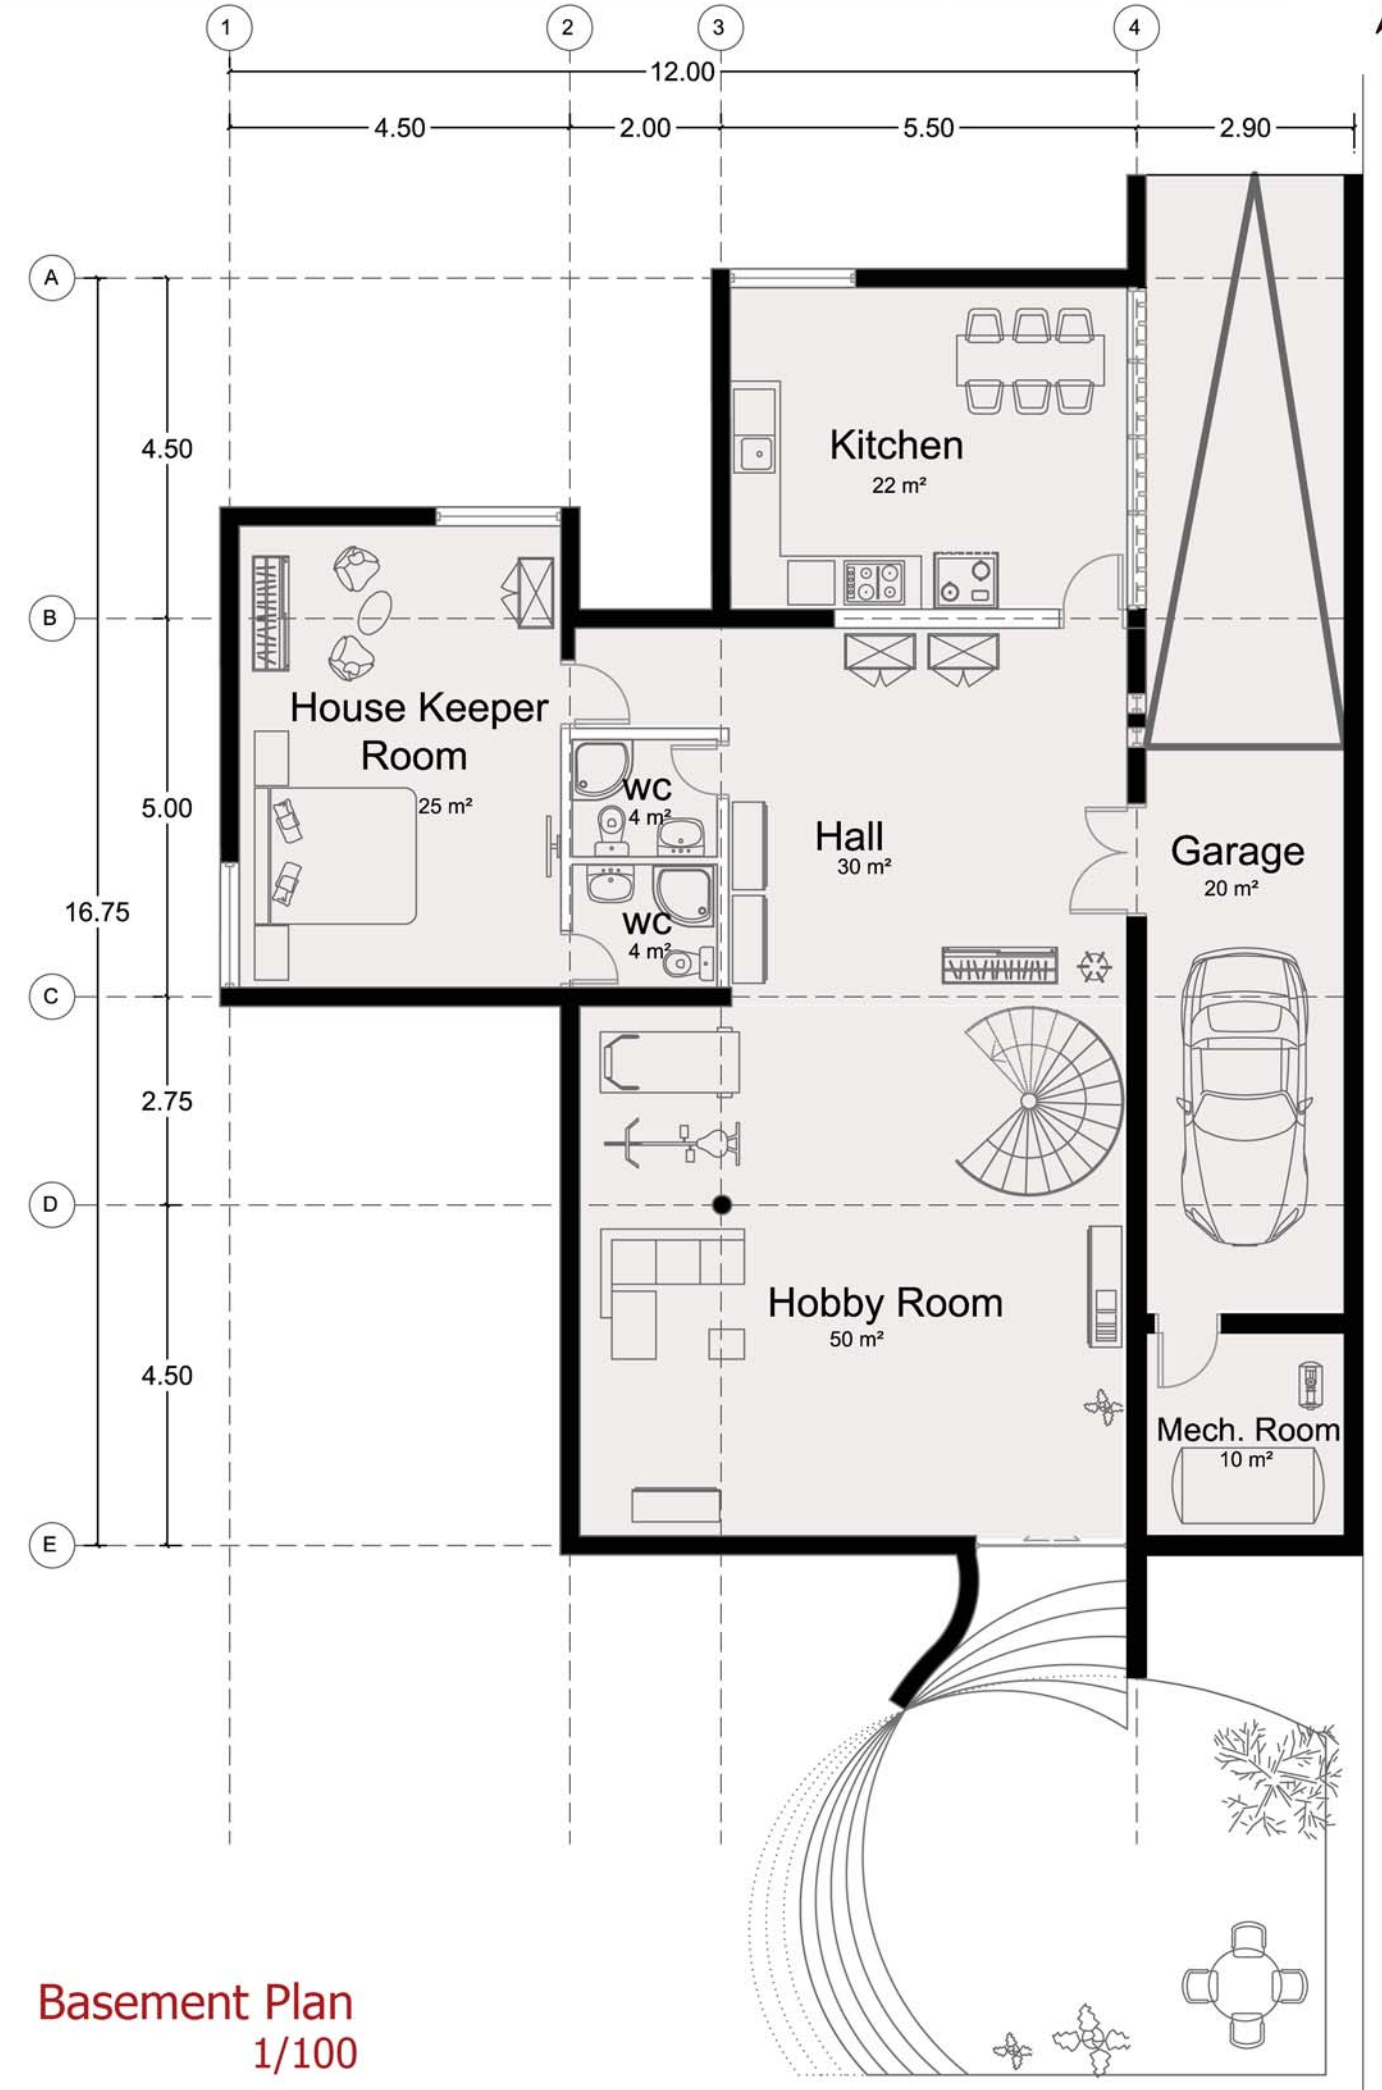 1
2
3
4
12.00
4.50
2.00
5.50
2.90
A
4.50
Kitchen
22 m²
B
House Keeper
Room
25 m²
WC
4 m²
5.00
Hall
30 m²
Garage
20 m²
16.75
WC
4 m²
C
2.75
D
Hobby Room
50 m²
4.50
Mech. Room
10 m²
E
Basement Plan
1/100